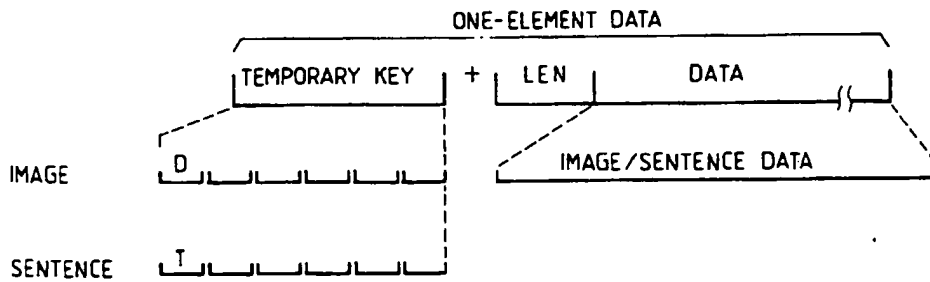 ONE-ELEMENT DATA
TEMPORARY KEY + LEN DATA
IMAGE D IMAGE/SENTENCE DATA
SENTENCE T